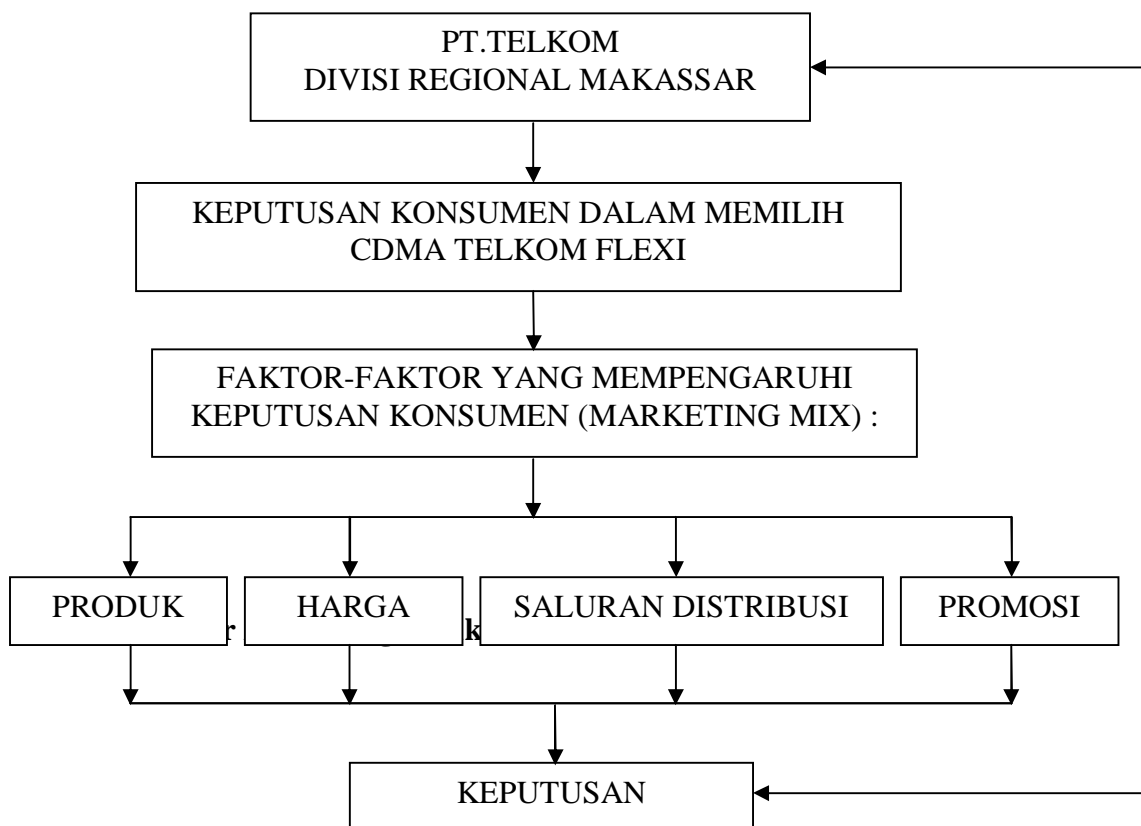 PT.TELKOM
DIVISI REGIONAL MAKASSAR
KEPUTUSAN KONSUMEN DALAM MEMILIH
CDMA TELKOM FLEXI
FAKTOR-FAKTOR YANG MEMPENGARUHI
KEPUTUSAN KONSUMEN (MARKETING MIX) :
PRODUK HARGA SALURAN DISTRIBUSI PROMOSI
KEPUTUSAN